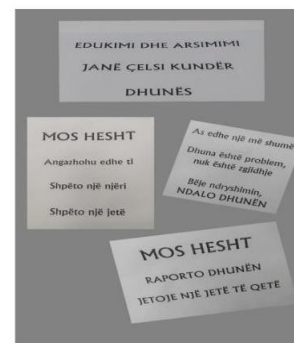 EDUKIMI DHE ARSIMIMI
JANË ÇELSI KUNDËR
DHUNËS
MOS HESHT
Angazhohu edhe ti
Shpëto një njëri
Shpëto një jetë
As edhe një më shumë
Dhuna është problem,
nuk është zgjidhje
Bëje ndryshimin,
NDALO DHUNËN
MOS HESHT
RAPORTO DHUNËN
JETOJE NJË JETË TË QETË